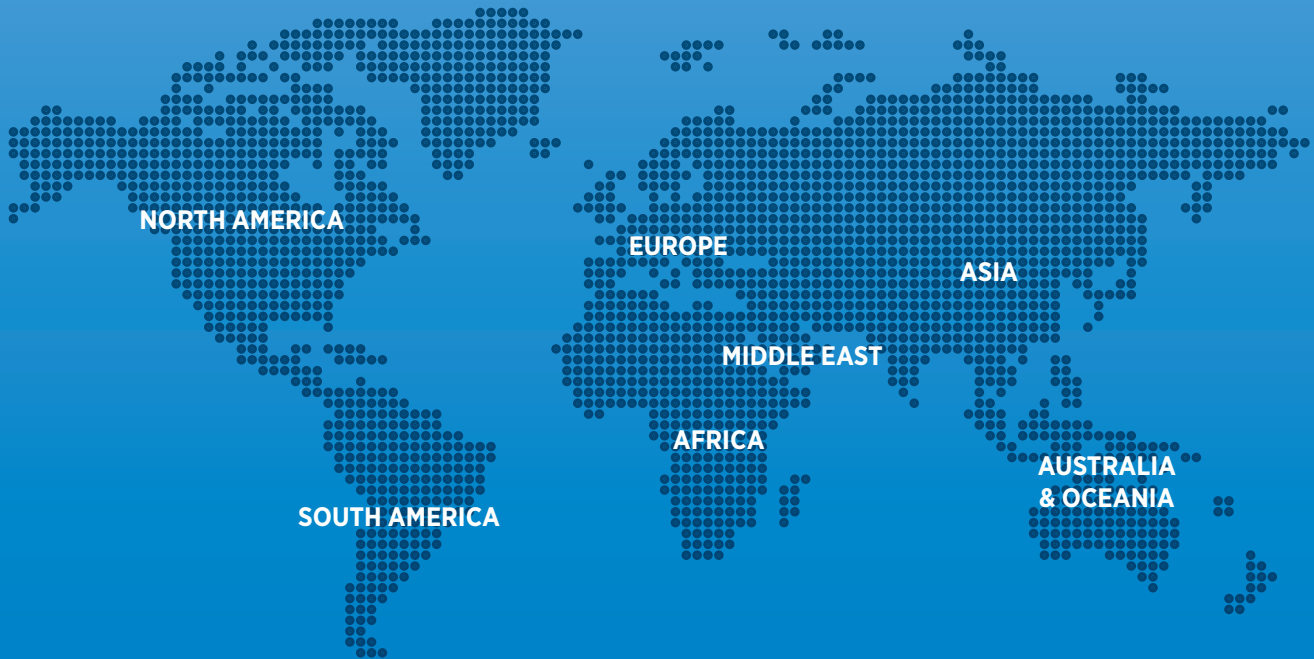 NORTH AMERICA
EUROPE
ASIA
MIDDLE EAST
AFRICA
AUSTRALIA
& OCEANIA
SOUTH AMERICA